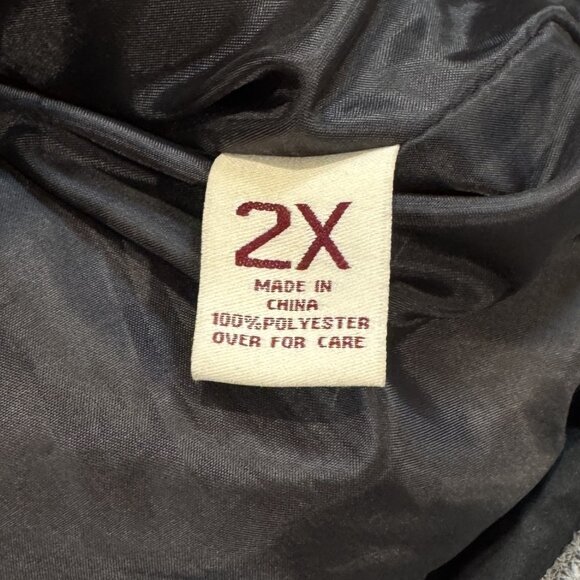 2X
MADE IN
CHINA
100%POLYESTER
OVER FOR CARE